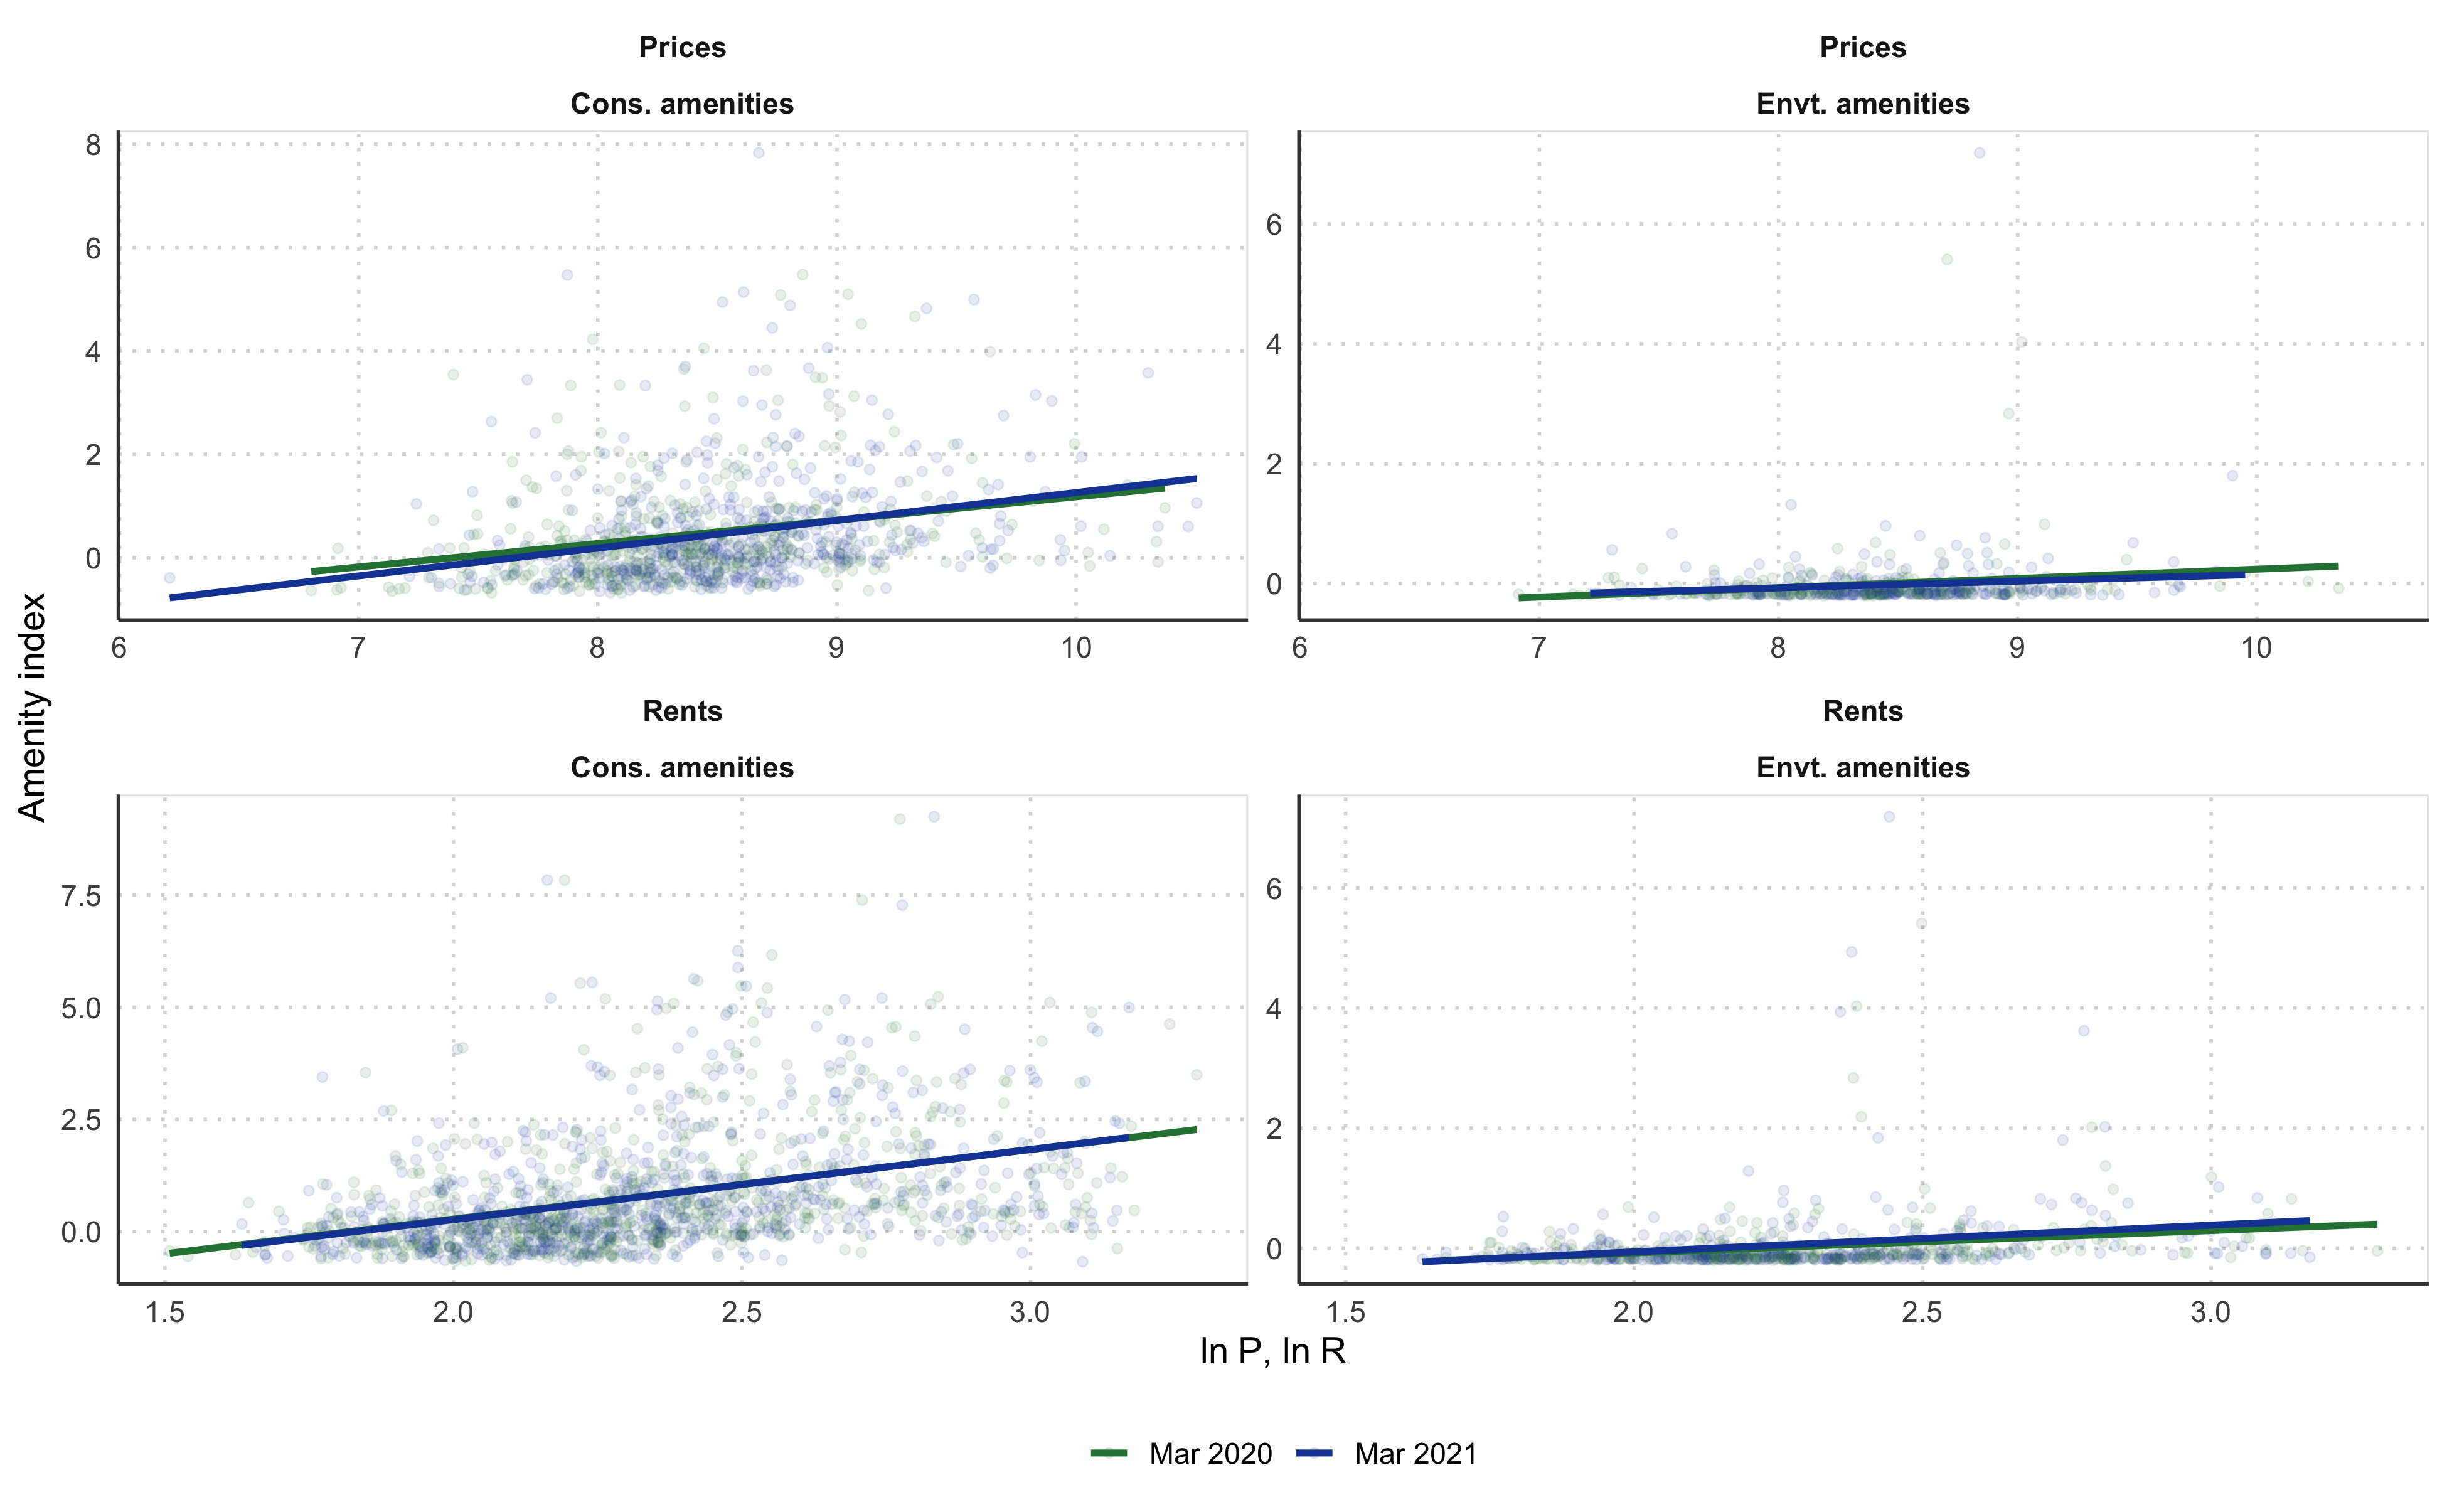 Prices
Cons. amenities
8
6
4
2
0
6 7 8 9 10
Prices
Envt. amenities
6
4
2
0
6 7 8 9 10
Amenity index
Rents
Cons. amenities
7.5
5.0
2.5
0.0
1.5 2.0 2.5 3.0
Rents
Envt. amenities
6
4
2
0
1.5 2.0 2.5 3.0
ln P, ln R
Mar 2020 Mar 2021